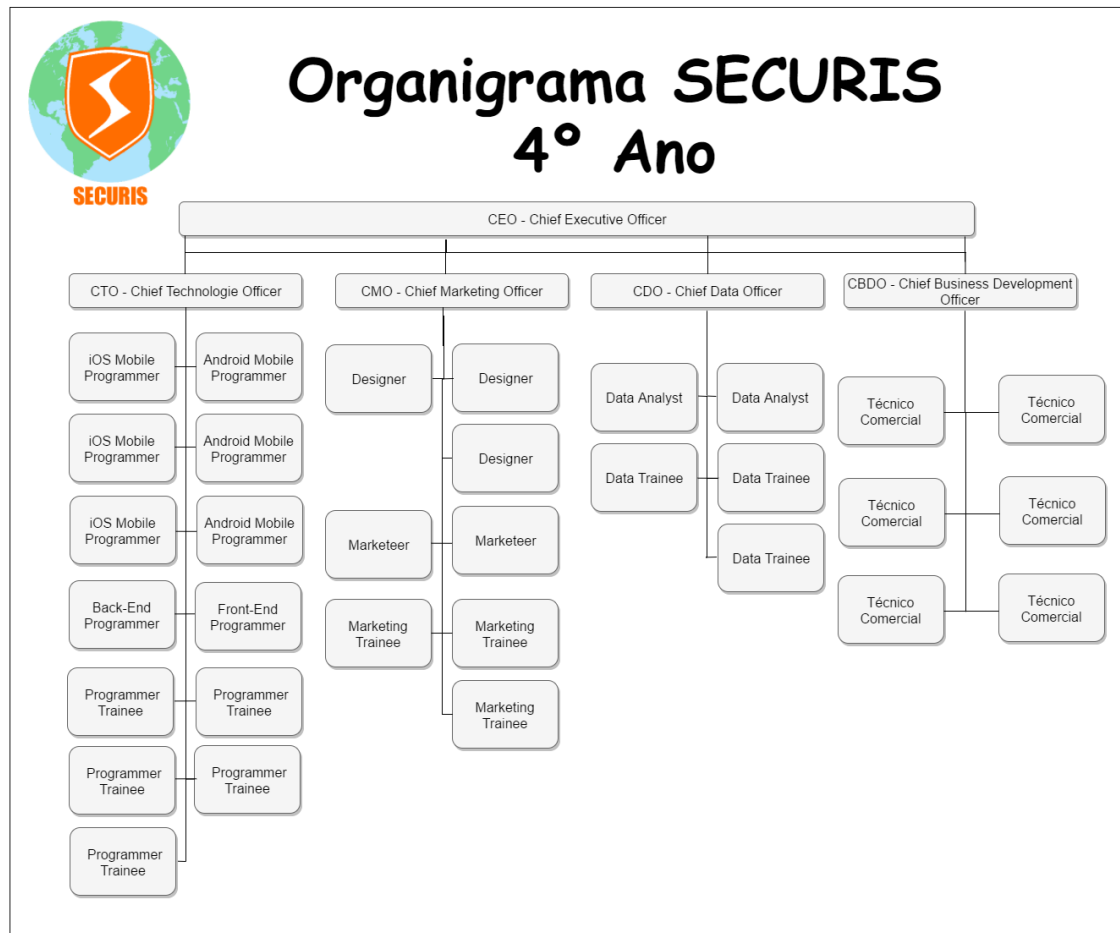 Organigrama SECURIS
4º Ano
SECURIS
CEO - Chief Executive Officer
CTO - Chief Technologie Officer
CMO - Chief Marketing Officer
CDO - Chief Data Officer
CBDO - Chief Business Development
Officer
iOS Mobile
Programmer
Android Mobile
Programmer
iOS Mobile
Programmer
Android Mobile
Programmer
iOS Mobile
Programmer
Android Mobile
Programmer
Back-End
Programmer
Front-End
Programmer
Programmer
Trainee
Programmer
Trainee
Programmer
Trainee
Programmer
Trainee
Programmer
Trainee
Designer
Designer
Designer
Marketeer
Marketeer
Marketing
Trainee
Marketing
Trainee
Marketing
Trainee
Data Analyst
Data Analyst
Data Trainee
Data Trainee
Data Trainee
Técnico
Comercial
Técnico
Comercial
Técnico
Comercial
Técnico
Comercial
Técnico
Comercial
Técnico
Comercial